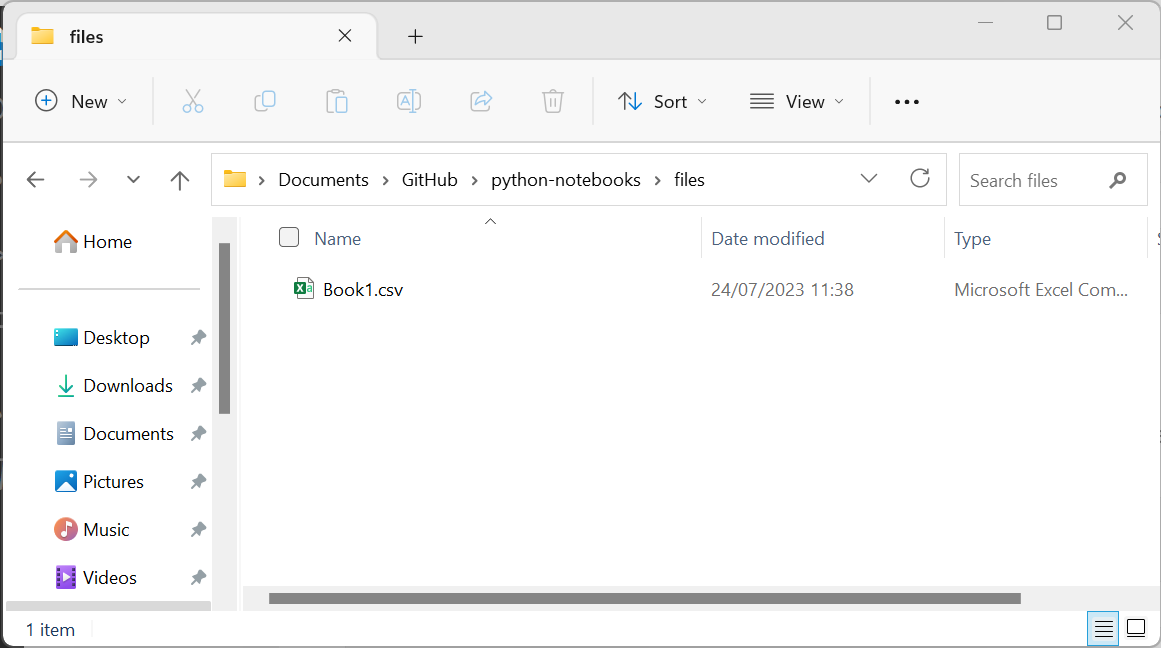 files
New
Sort
View
Documents > GitHub > python-notebooks > files
Search files
Home
Name Date modified Type
Book1.csv 24/07/2023 11:38 Microsoft Excel Com...
Desktop
Downloads
Documents
Pictures
Music
Videos
1 item